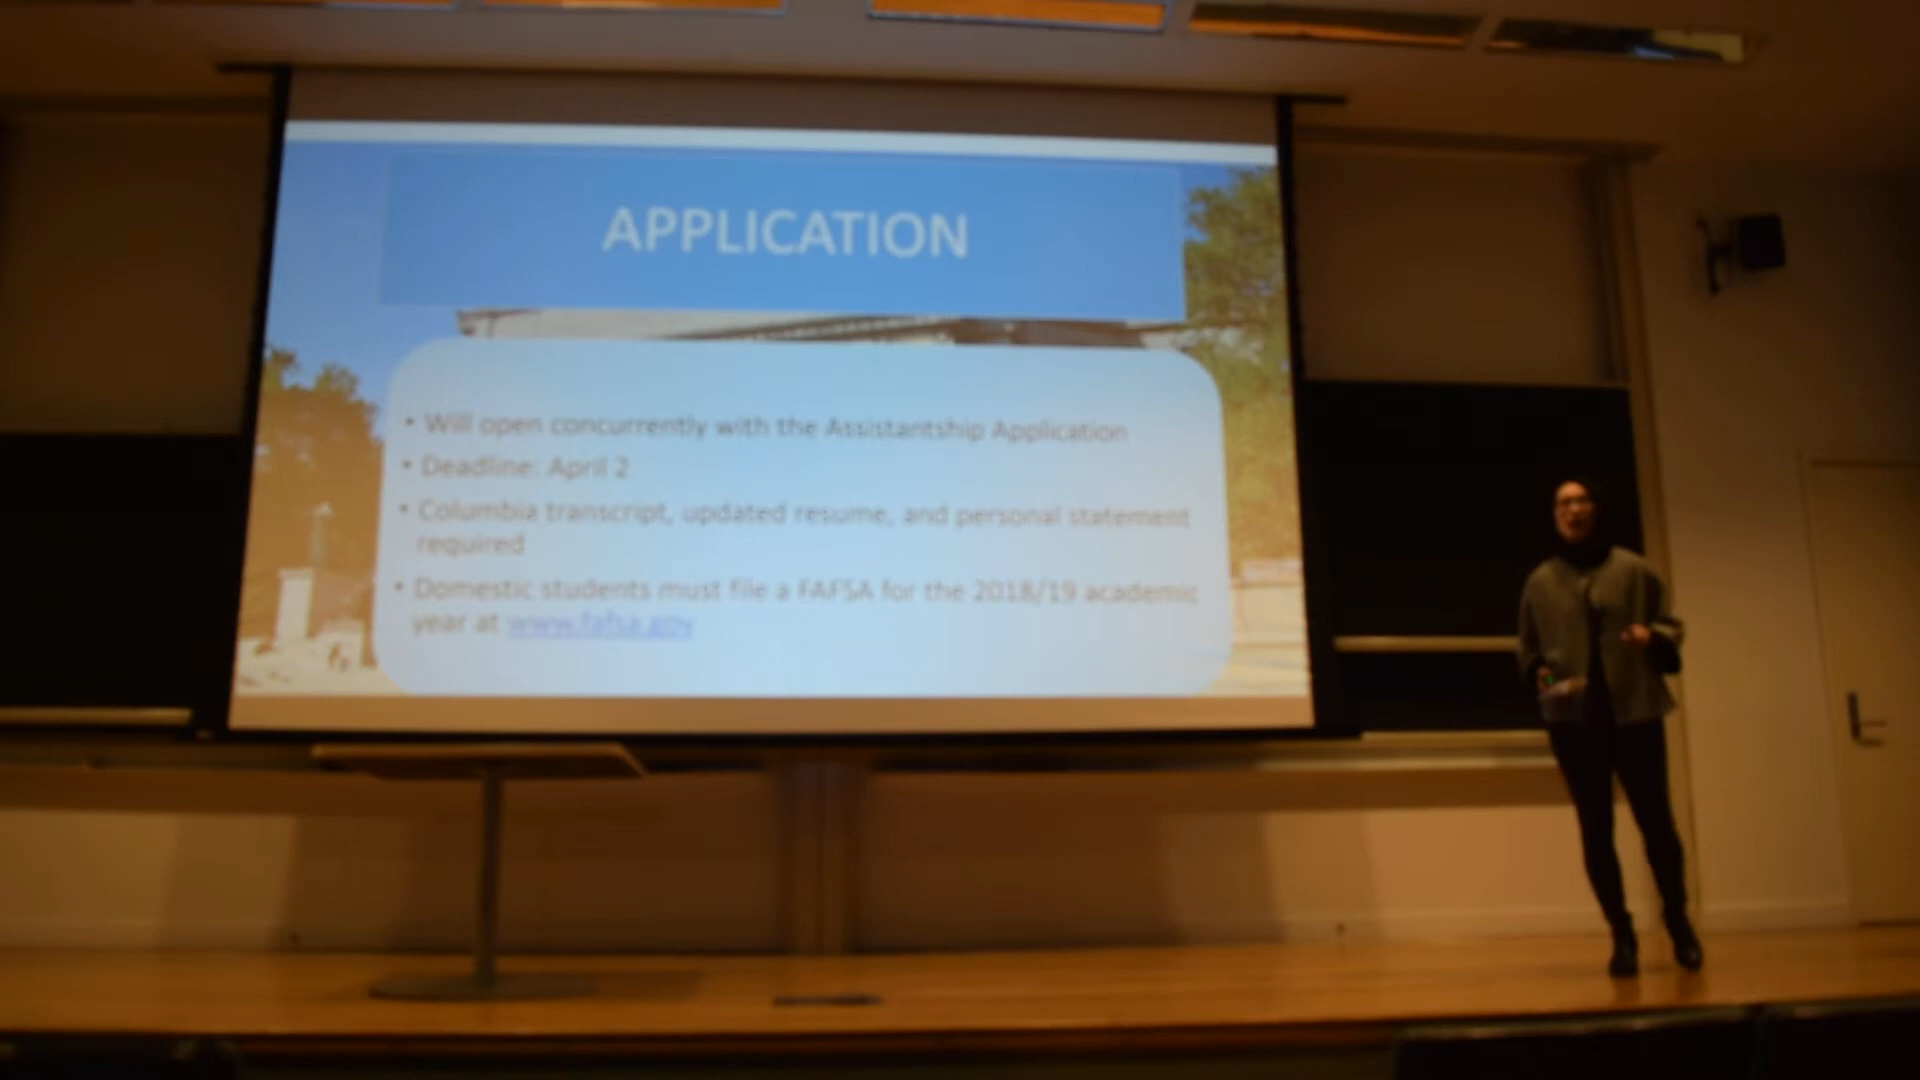 APPLICATION
• Will open concurrently with the Assistantship Application
• Deadline: April 2
• Columbia transcript, updated resume, and personal statement
required
• Domestic students must file a FAFSA for the 2018/19 academic
year at www.fafsa.gov